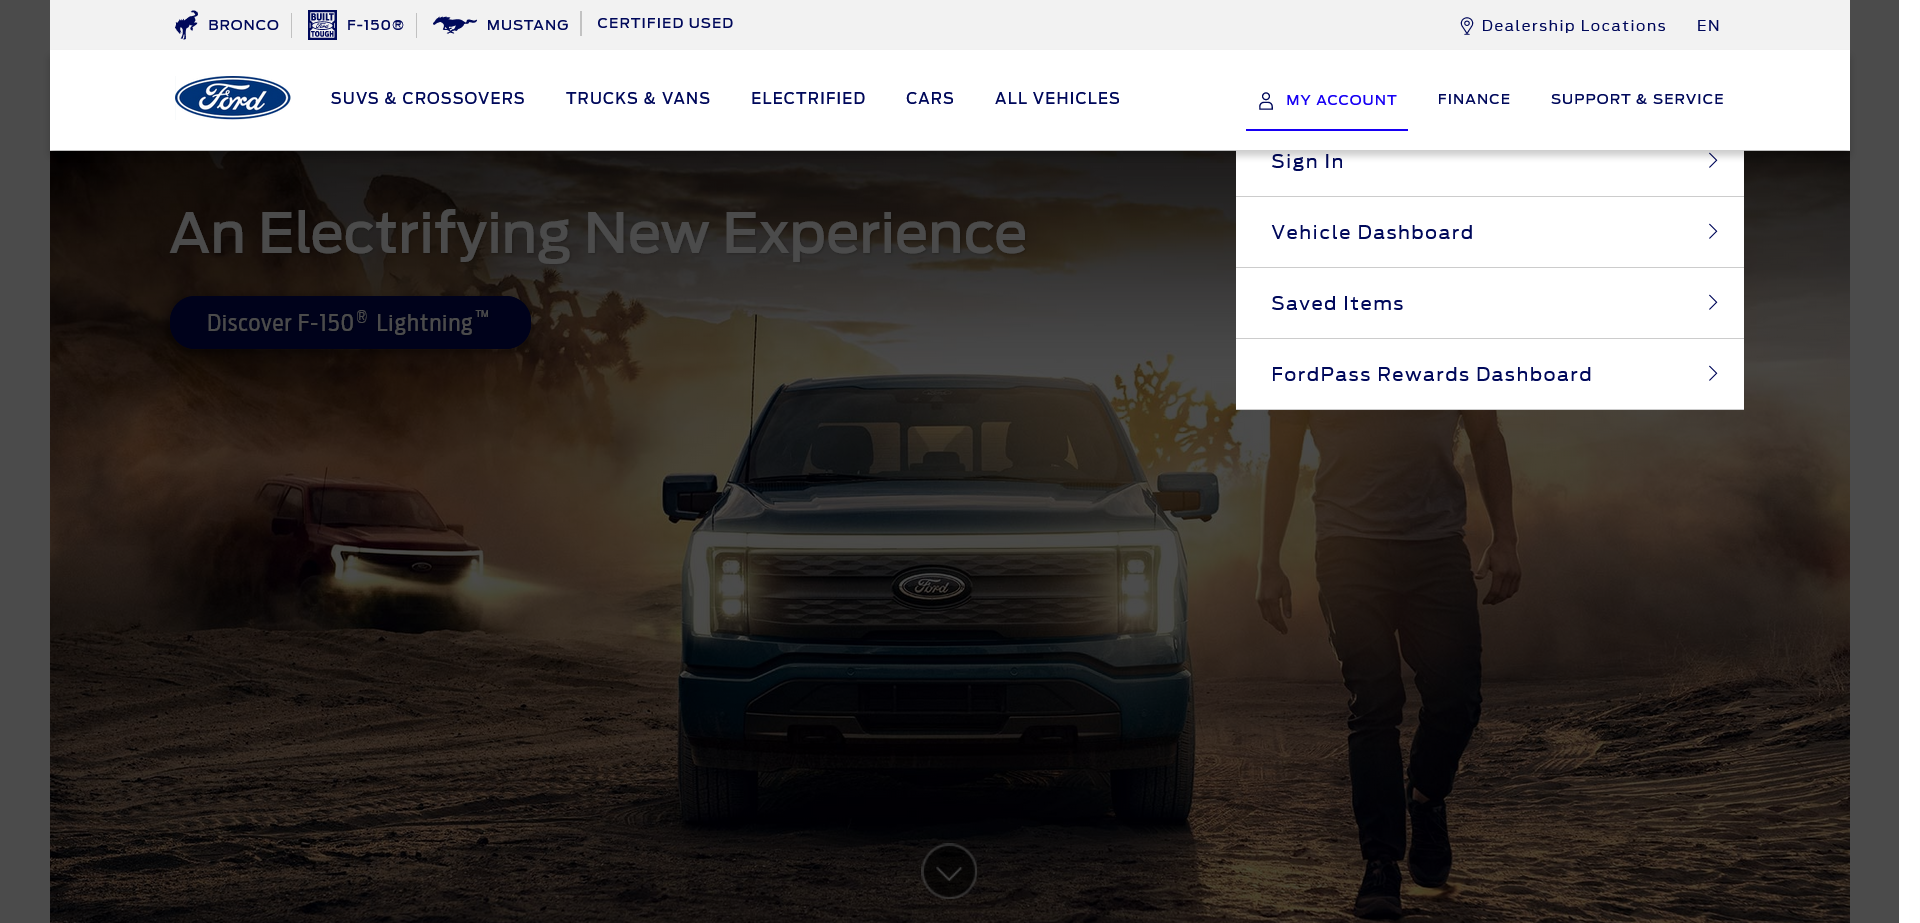 BRONCO
BUILT Ford TOUGH
F-150®
MUSTANG
CERTIFIED USED
Dealership Locations
EN
Ford
SUVS & CROSSOVERS
TRUCKS & VANS
ELECTRIFIED
CARS
ALL VEHICLES
MY ACCOUNT
FINANCE
SUPPORT & SERVICE
Sign In
Vehicle Dashboard
Saved Items
FordPass Rewards Dashboard
An Electrifying New Experience
Discover F-150® Lightning™
Ford